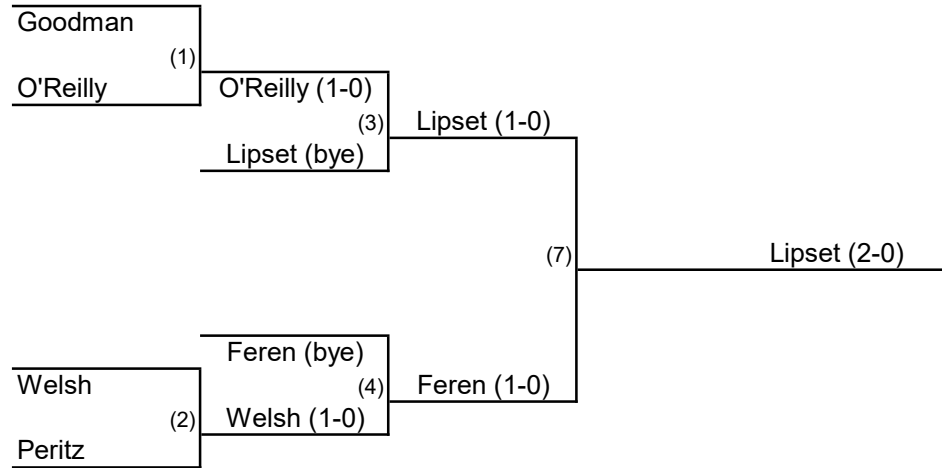 Goodman
(1)
O'Reilly
O'Reilly (1-0)
(3)
Lipset (1-0)
Lipset (bye)
(7)
Lipset (2-0)
Feren (bye)
Welsh
(4)
Feren (1-0)
(2)
Welsh (1-0)
Peritz